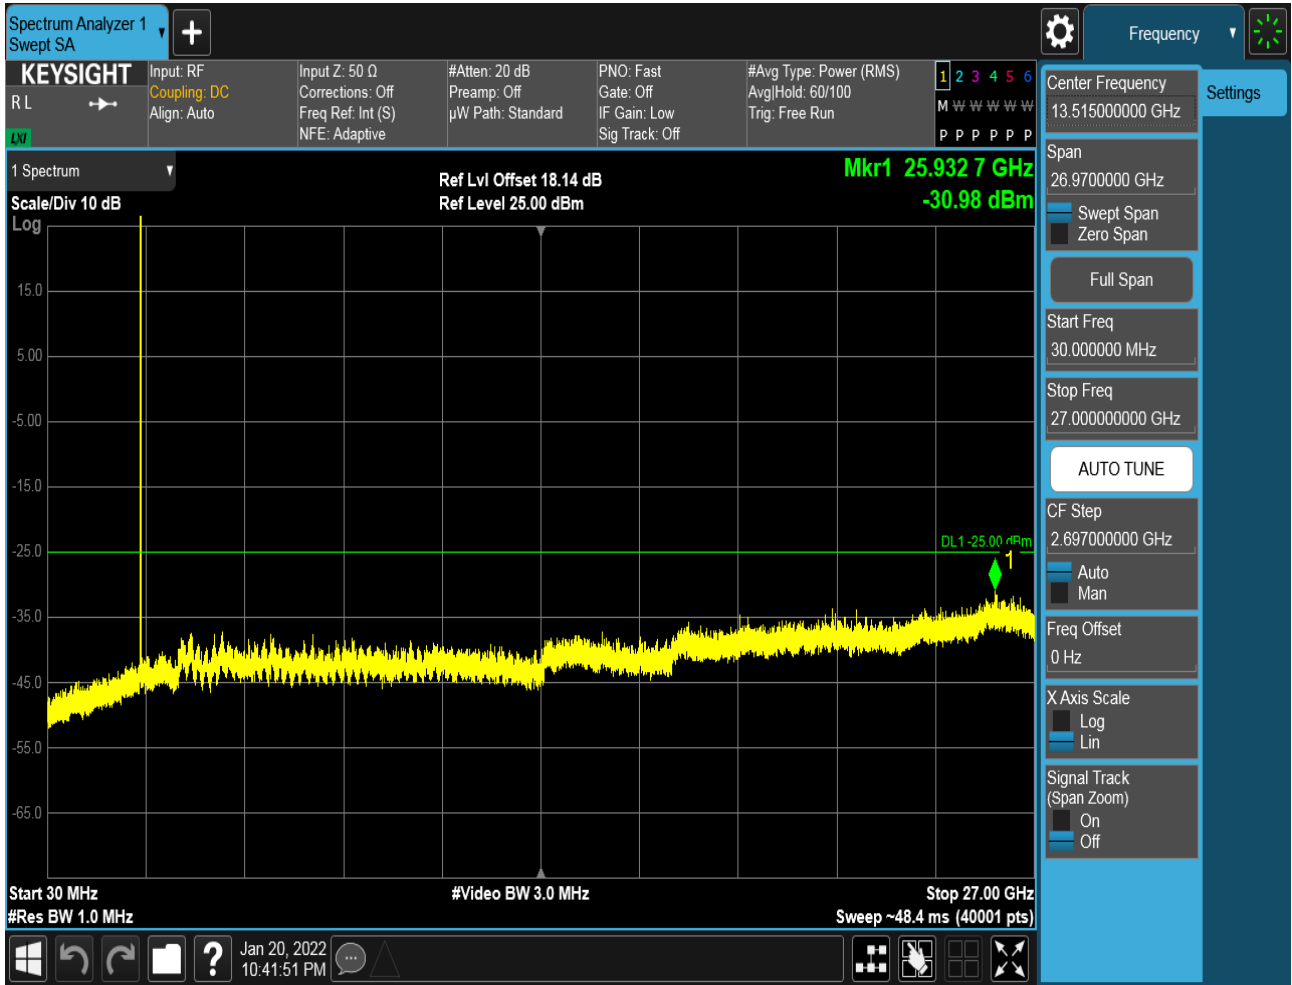 Spectrum Analyzer 1
Swept SA
Frequency
KEYSIGHT
R L
LXI
Input: RF
Coupling: DC
Align: Auto
Input Z: 50 Ω
Corrections: Off
Freq Ref: Int (S)
NFE: Adaptive
#Atten: 20 dB
Preamp: Off
µW Path: Standard
PNO: Fast
Gate: Off
IF Gain: Low
Sig Track: Off
#Avg Type: Power (RMS)
Avg|Hold: 60/100
Trig: Free Run
1 2 3 4 5 6
M W W W W W
P P P P P P
1 Spectrum
Scale/Div 10 dB
Log
Ref Lvl Offset 18.14 dB
Ref Level 25.00 dBm
Mkr1 25.932 7 GHz
-30.98 dBm
15.0
5.00
-5.00
-15.0
-25.0
-35.0
-45.0
-55.0
-65.0
DL1 -25.00 dBm
1
Start 30 MHz
#Res BW 1.0 MHz
#Video BW 3.0 MHz
Stop 27.00 GHz
Sweep ~48.4 ms (40001 pts)
Center Frequency
13.515000000 GHz
Span
26.9700000 GHz
Swept Span
Zero Span
Full Span
Start Freq
30.000000 MHz
Stop Freq
27.000000000 GHz
AUTO TUNE
CF Step
2.697000000 GHz
Auto
Man
Freq Offset
0 Hz
X Axis Scale
Log
Lin
Signal Track
(Span Zoom)
On
Off
Settings
?
Jan 20, 2022
10:41:51 PM